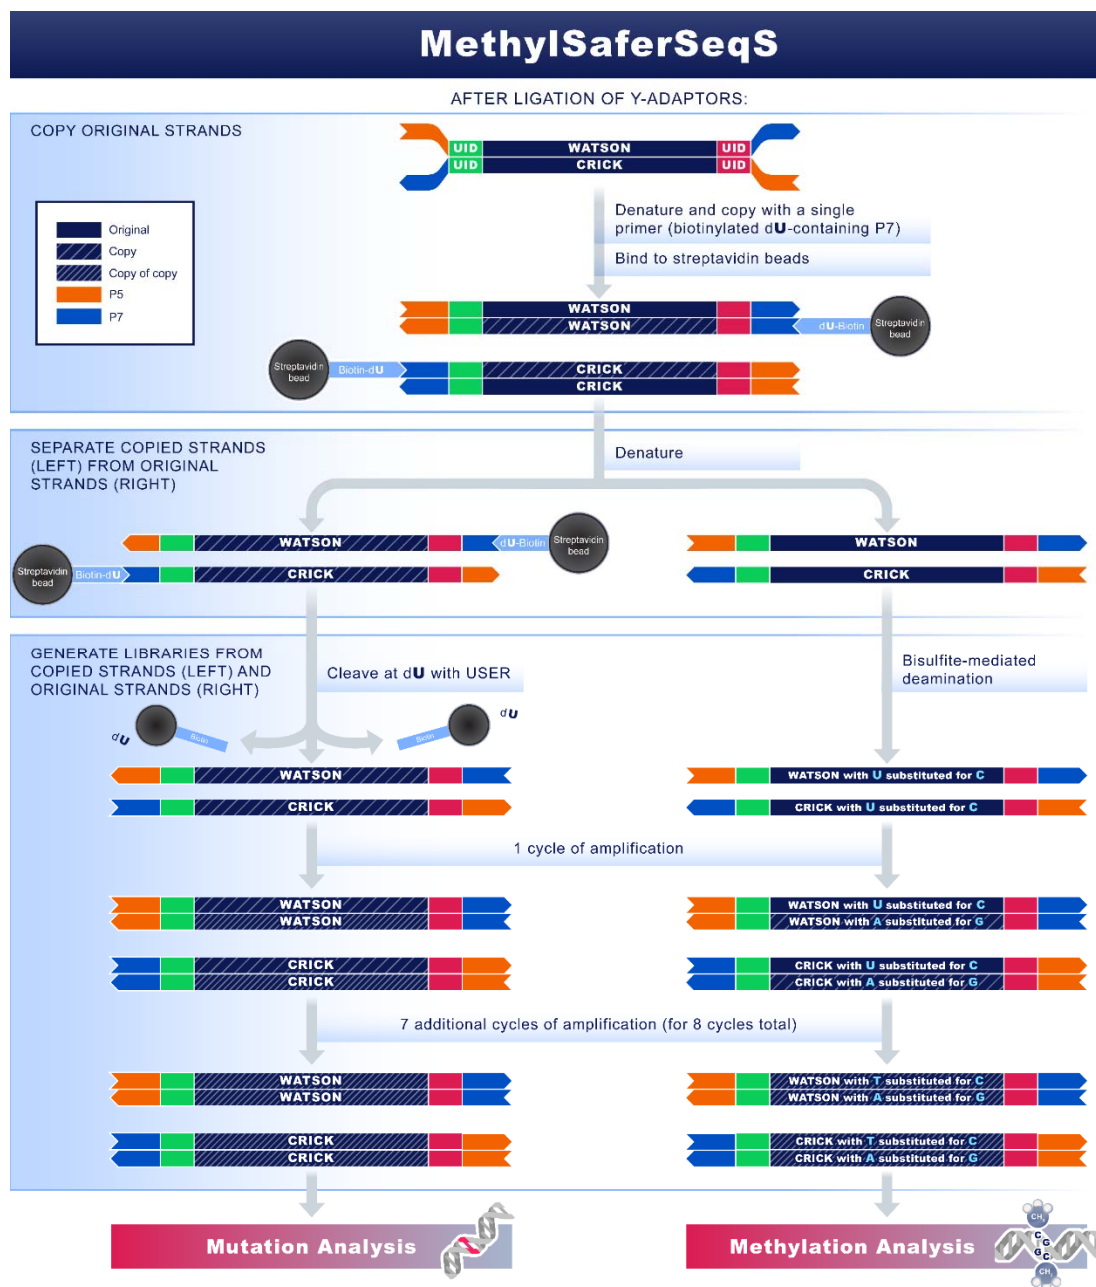 MethylSaferSeqS
AFTER LIGATION OF Y-ADAPTORS:
COPY ORIGINAL STRANDS
UID WATSON UID
UID CRICK UID
Original
Copy
Copy of copy
P5
P7
Denature and copy with a single
primer (biotinylated dU-containing P7)
Bind to streptavidin beads
WATSON
WATSON
dU-Biotin
Streptavidin
bead
Streptavidin
bead
Biotin-dU
CRICK
CRICK
SEPARATE COPIED STRANDS
(LEFT) FROM ORIGINAL
STRANDS (RIGHT)
Denature
WATSON
dU-Biotin
Streptavidin
bead
Streptavidin
bead
Biotin-dU
CRICK
WATSON
CRICK
GENERATE LIBRARIES FROM
COPIED STRANDS (LEFT) AND
ORIGINAL STRANDS (RIGHT)
Cleave at dU with USER
Bisulfite-mediated
deamination
dU
Biotin
Biotin
dU
WATSON
CRICK
WATSON with U substituted for C
CRICK with U substituted for C
1 cycle of amplification
WATSON
WATSON
CRICK
CRICK
WATSON with U substituted for C
WATSON with A substituted for G
CRICK with U substituted for C
CRICK with A substituted for G
7 additional cycles of amplification (for 8 cycles total)
WATSON
WATSON
CRICK
CRICK
WATSON with T substituted for C
WATSON with A substituted for G
CRICK with T substituted for C
CRICK with A substituted for G
Mutation Analysis
Methylation Analysis
CH3
C G
G C
CH3